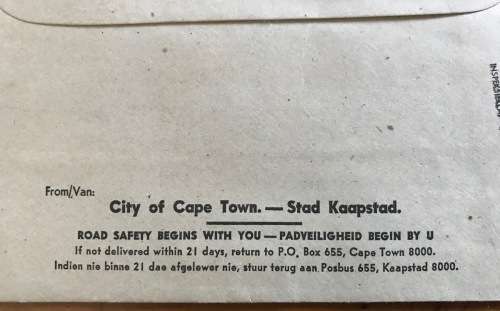 From/Van:
City of Cape Town. — Stad Kaapstad.
ROAD SAFETY BEGINS WITH YOU — PADVEILIGHEID BEGIN BY U
If not delivered within 21 days, return to P.O. Box 655, Cape Town 8000.
Indien nie binne 21 dae afgelewer nie, stuur terug aan Posbus 655, Kaapstad 8000.